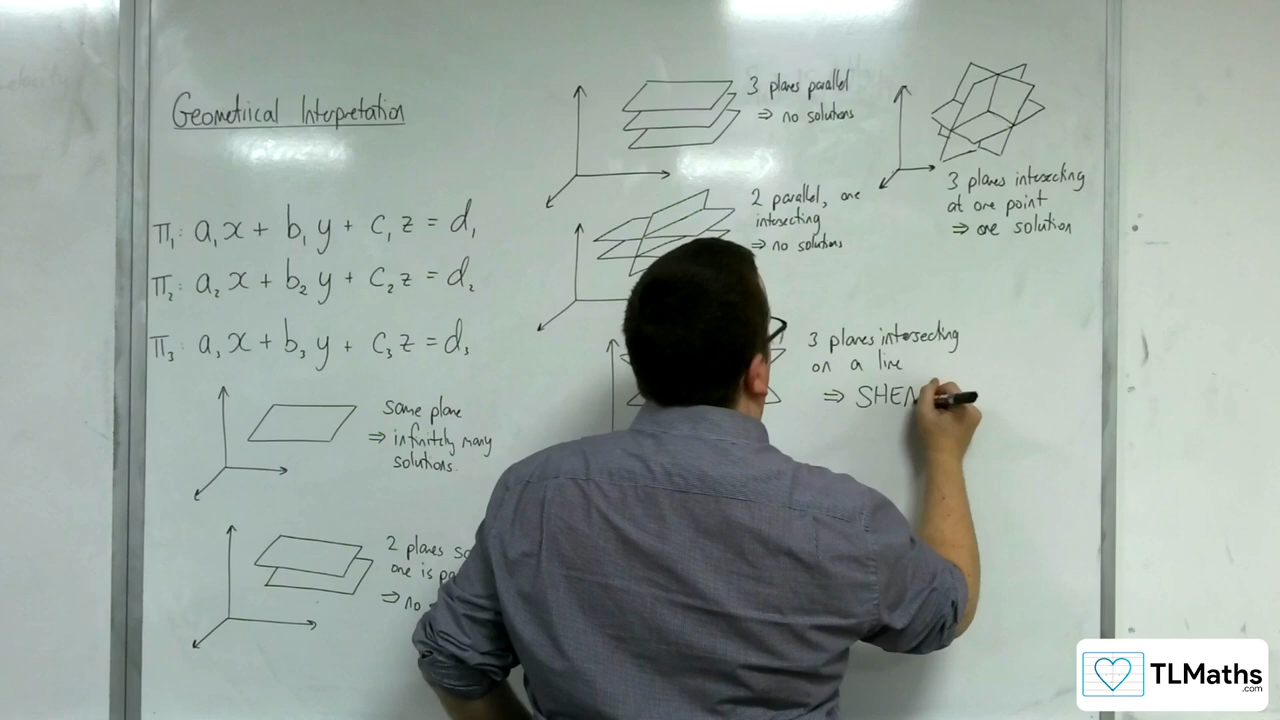 Geometrical Interpretation
π₁: a₁x + b₁y + c₁z = d₁
π₂: a₂x + b₂y + c₂z = d₂
π₃: a₃x + b₃y + c₃z = d₃
same plane
⇒ infinitely many
solutions.
2 planes
one is
⇒ no
3 planes parallel
⇒ no solutions
2 parallel, one
intersecting
⇒ no solutions
3 planes intersecting
on a line
⇒ SHEA
3 planes intersecting
at one point
⇒ one solution
TLMaths
.com